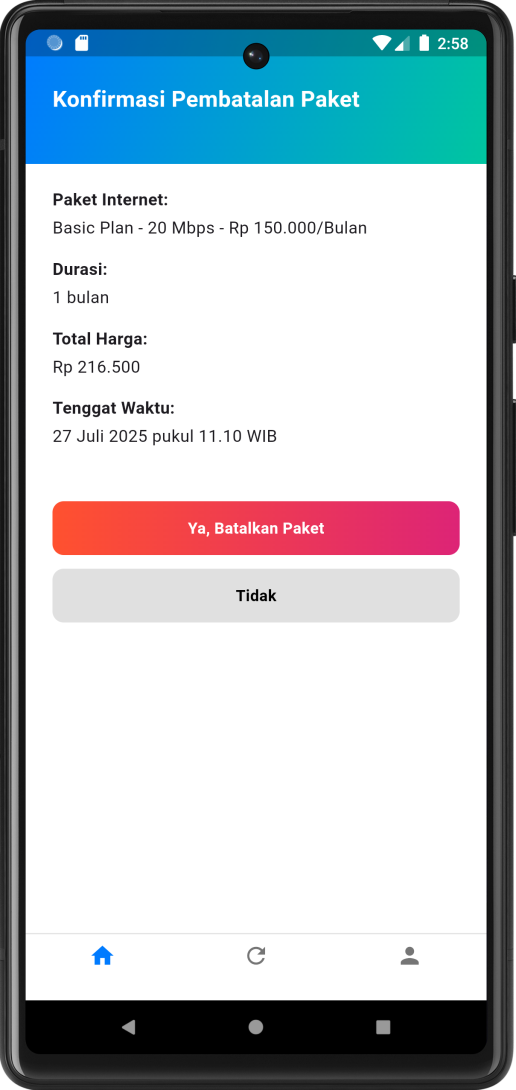 2:58
Konfirmasi Pembatalan Paket
Paket Internet:
Basic Plan - 20 Mbps - Rp 150.000/Bulan
Durasi:
1 bulan
Total Harga:
Rp 216.500
Tenggat Waktu:
27 Juli 2025 pukul 11.10 WIB
Ya, Batalkan Paket
Tidak